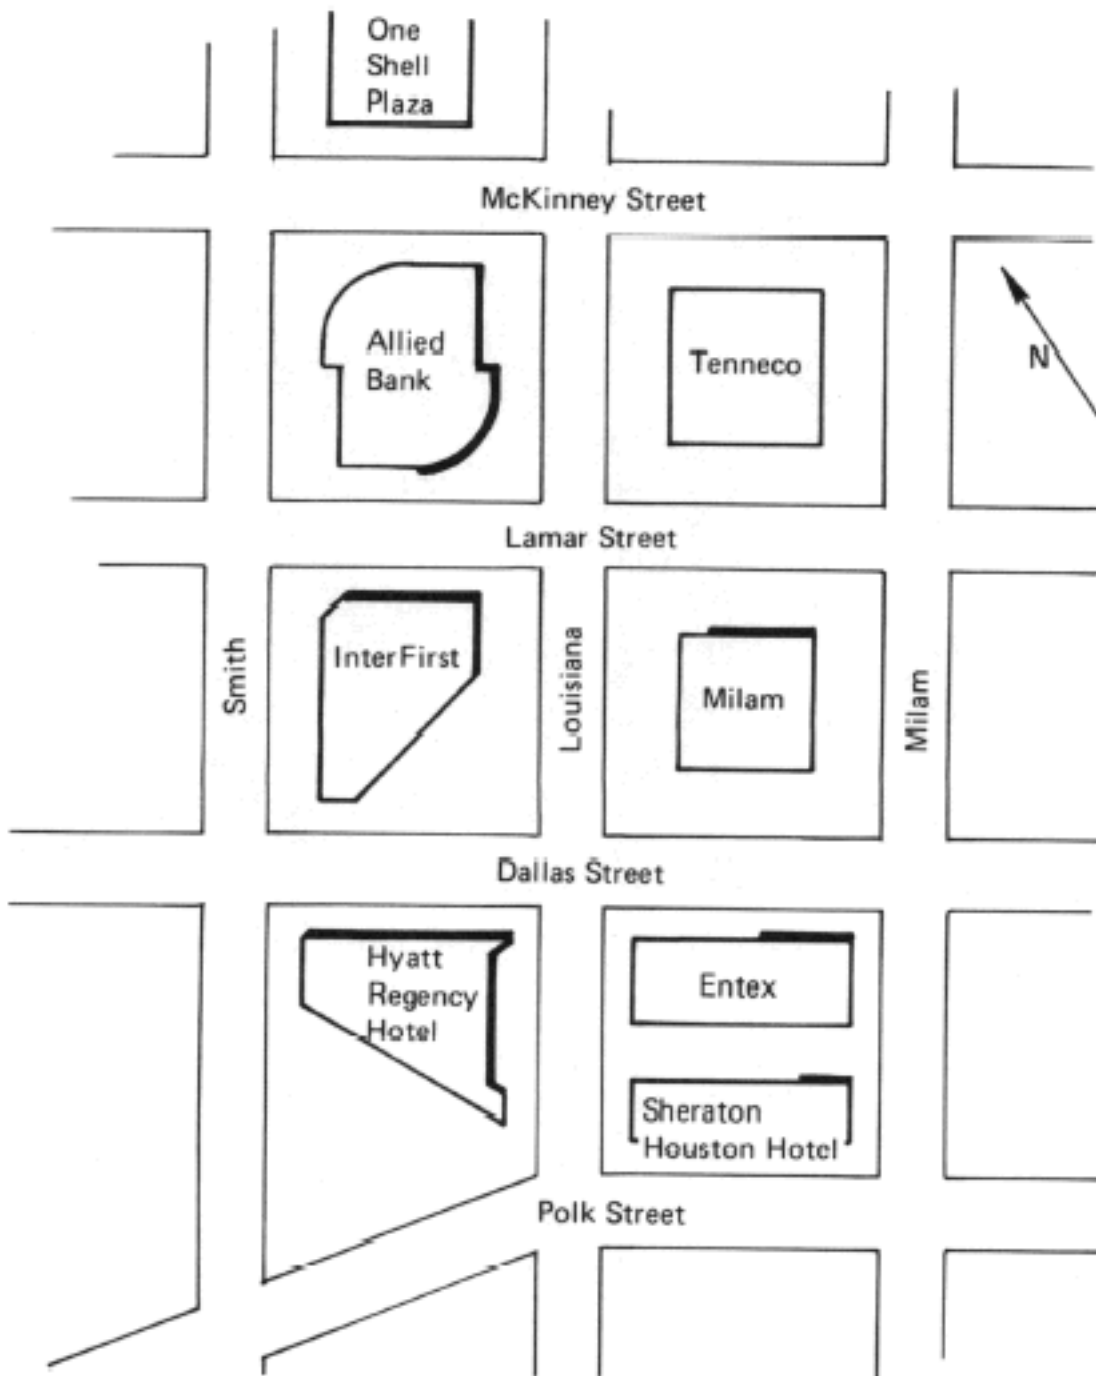 One
Shell
Plaza
McKinney Street
Allied
Bank
Tenneco
N
Lamar Street
Smith
InterFirst
Louisiana
Milam
Milam
Dallas Street
Hyatt
Regency
Hotel
Entex
Sheraton
Houston Hotel
Polk Street